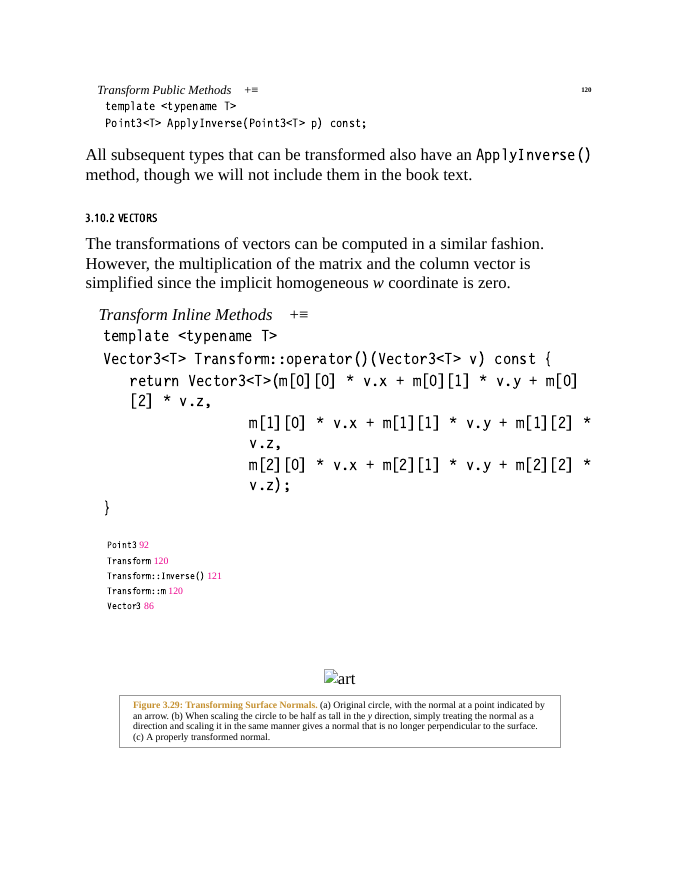 Transform Public Methods +≡ 120
template <typename T>
Point3<T> ApplyInverse(Point3<T> p) const;
All subsequent types that can be transformed also have an ApplyInverse()
method, though we will not include them in the book text.
3.10.2 VECTORS
The transformations of vectors can be computed in a similar fashion.
However, the multiplication of the matrix and the column vector is
simplified since the implicit homogeneous w coordinate is zero.
Transform Inline Methods +≡
template <typename T>
Vector3<T> Transform::operator()(Vector3<T> v) const {
return Vector3<T>(m[0][0] * v.x + m[0][1] * v.y + m[0]
[2] * v.z,
m[1][0] * v.x + m[1][1] * v.y + m[1][2] *
v.z,
m[2][0] * v.x + m[2][1] * v.y + m[2][2] *
v.z);
}
Point3 92
Transform 120
Transform::Inverse() 121
Transform::m 120
Vector3 86
art
Figure 3.29: Transforming Surface Normals. (a) Original circle, with the normal at a point indicated by
an arrow. (b) When scaling the circle to be half as tall in the y direction, simply treating the normal as a
direction and scaling it in the same manner gives a normal that is no longer perpendicular to the surface.
(c) A properly transformed normal.